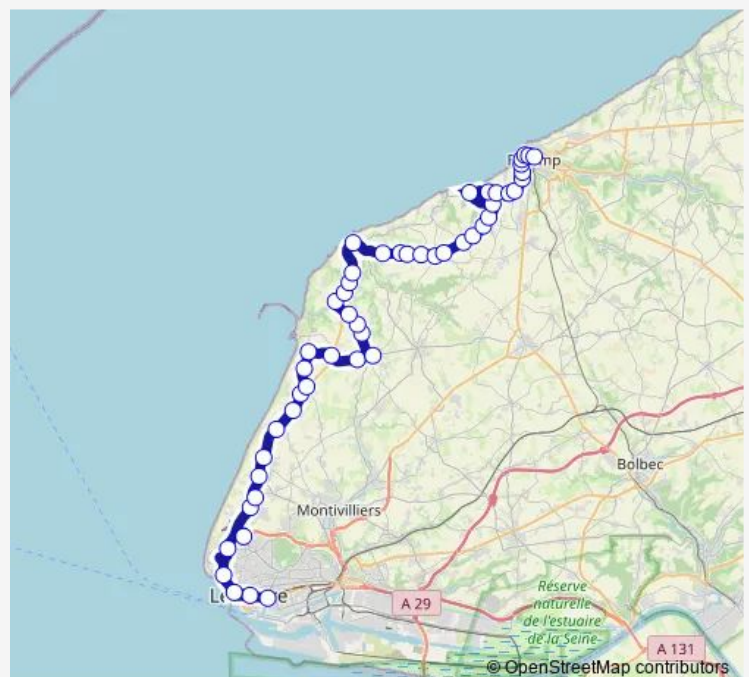 Bolbec
Montivilliers
A 29
Réserve
naturelle
de l'estuaire
de la Seine
A 131
© OpenStreetMap contributors